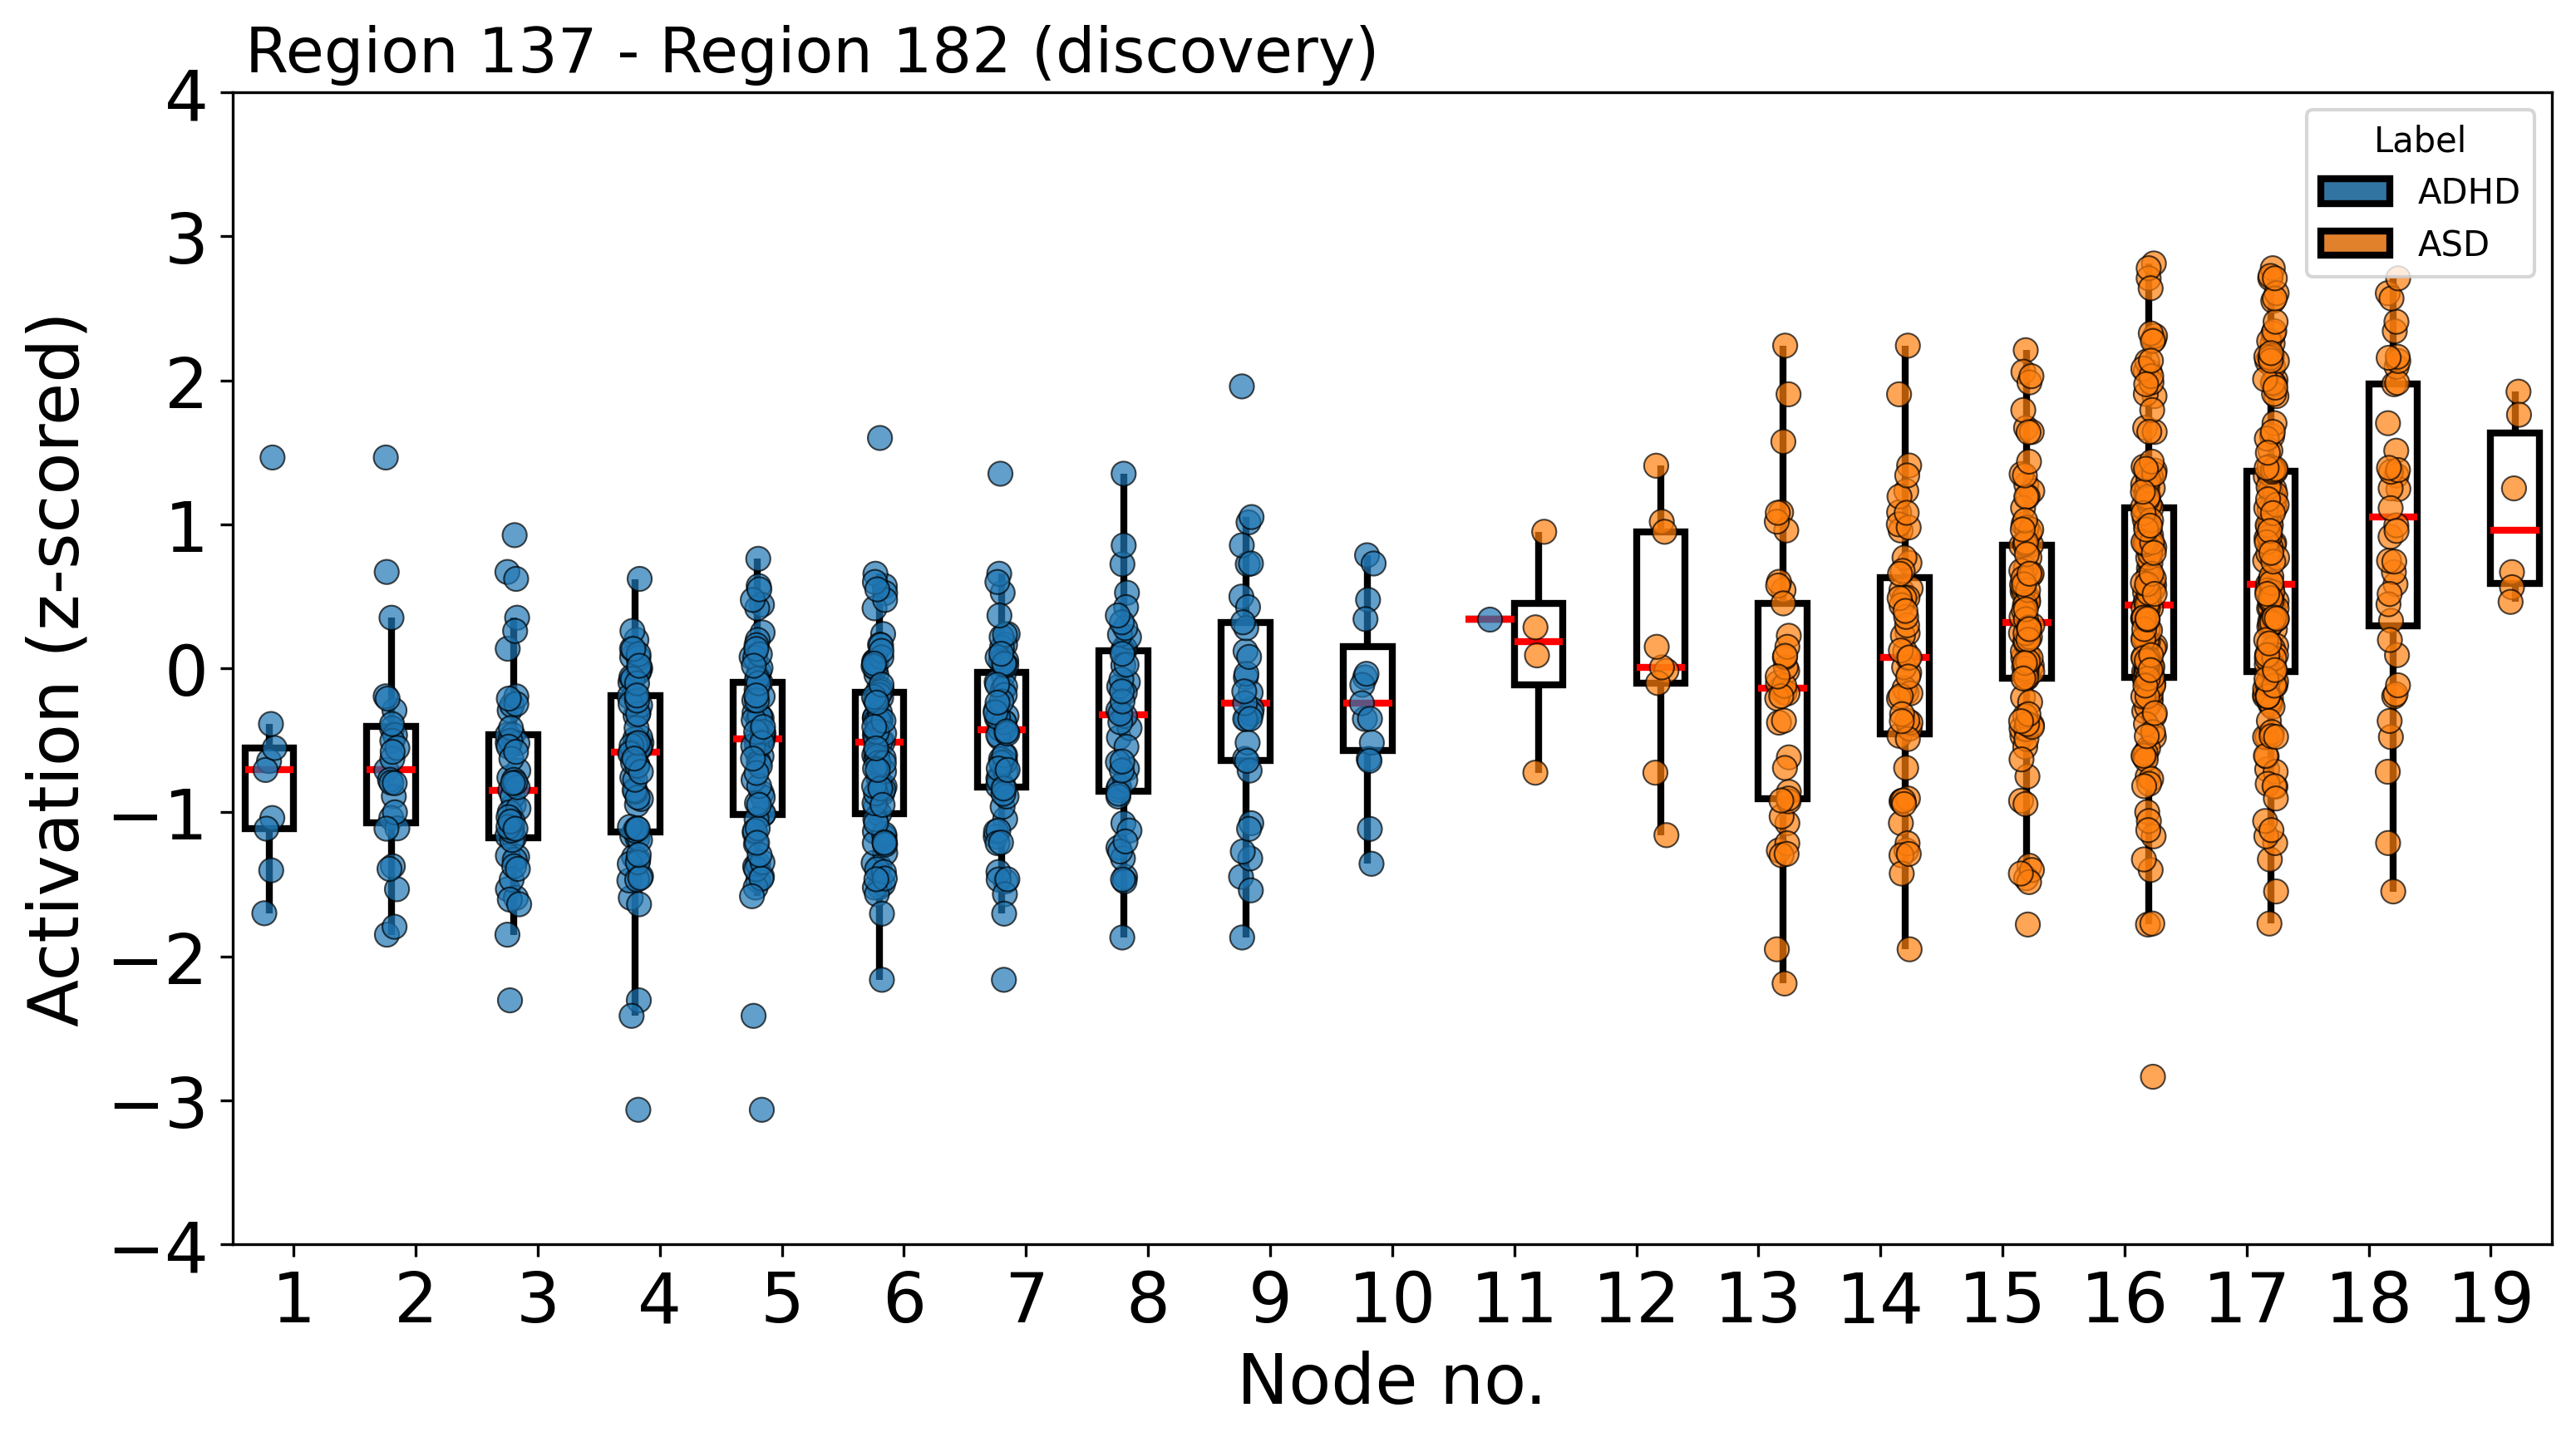 Region 137 - Region 182 (discovery)
4
3
2
1
0
−1
−2
−3
−4
Activation (z-scored)
Label
ADHD
ASD
1 2 3 4 5 6 7 8 9 10 11 12 13 14 15 16 17 18 19
Node no.